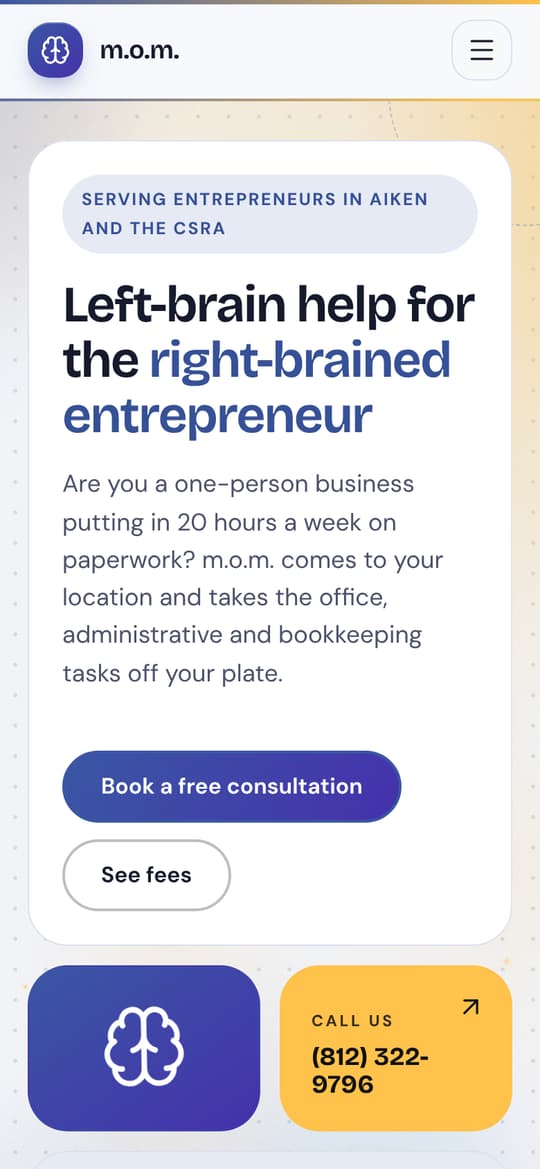 m.o.m.
SERVING ENTREPRENEURS IN AIKEN
AND THE CSRA
Left-brain help for
the right-brained
entrepreneur
Are you a one-person business
putting in 20 hours a week on
paperwork? m.o.m. comes to your
location and takes the office,
administrative and bookkeeping
tasks off your plate.
Book a free consultation
See fees
CALL US
(812) 322-
9796